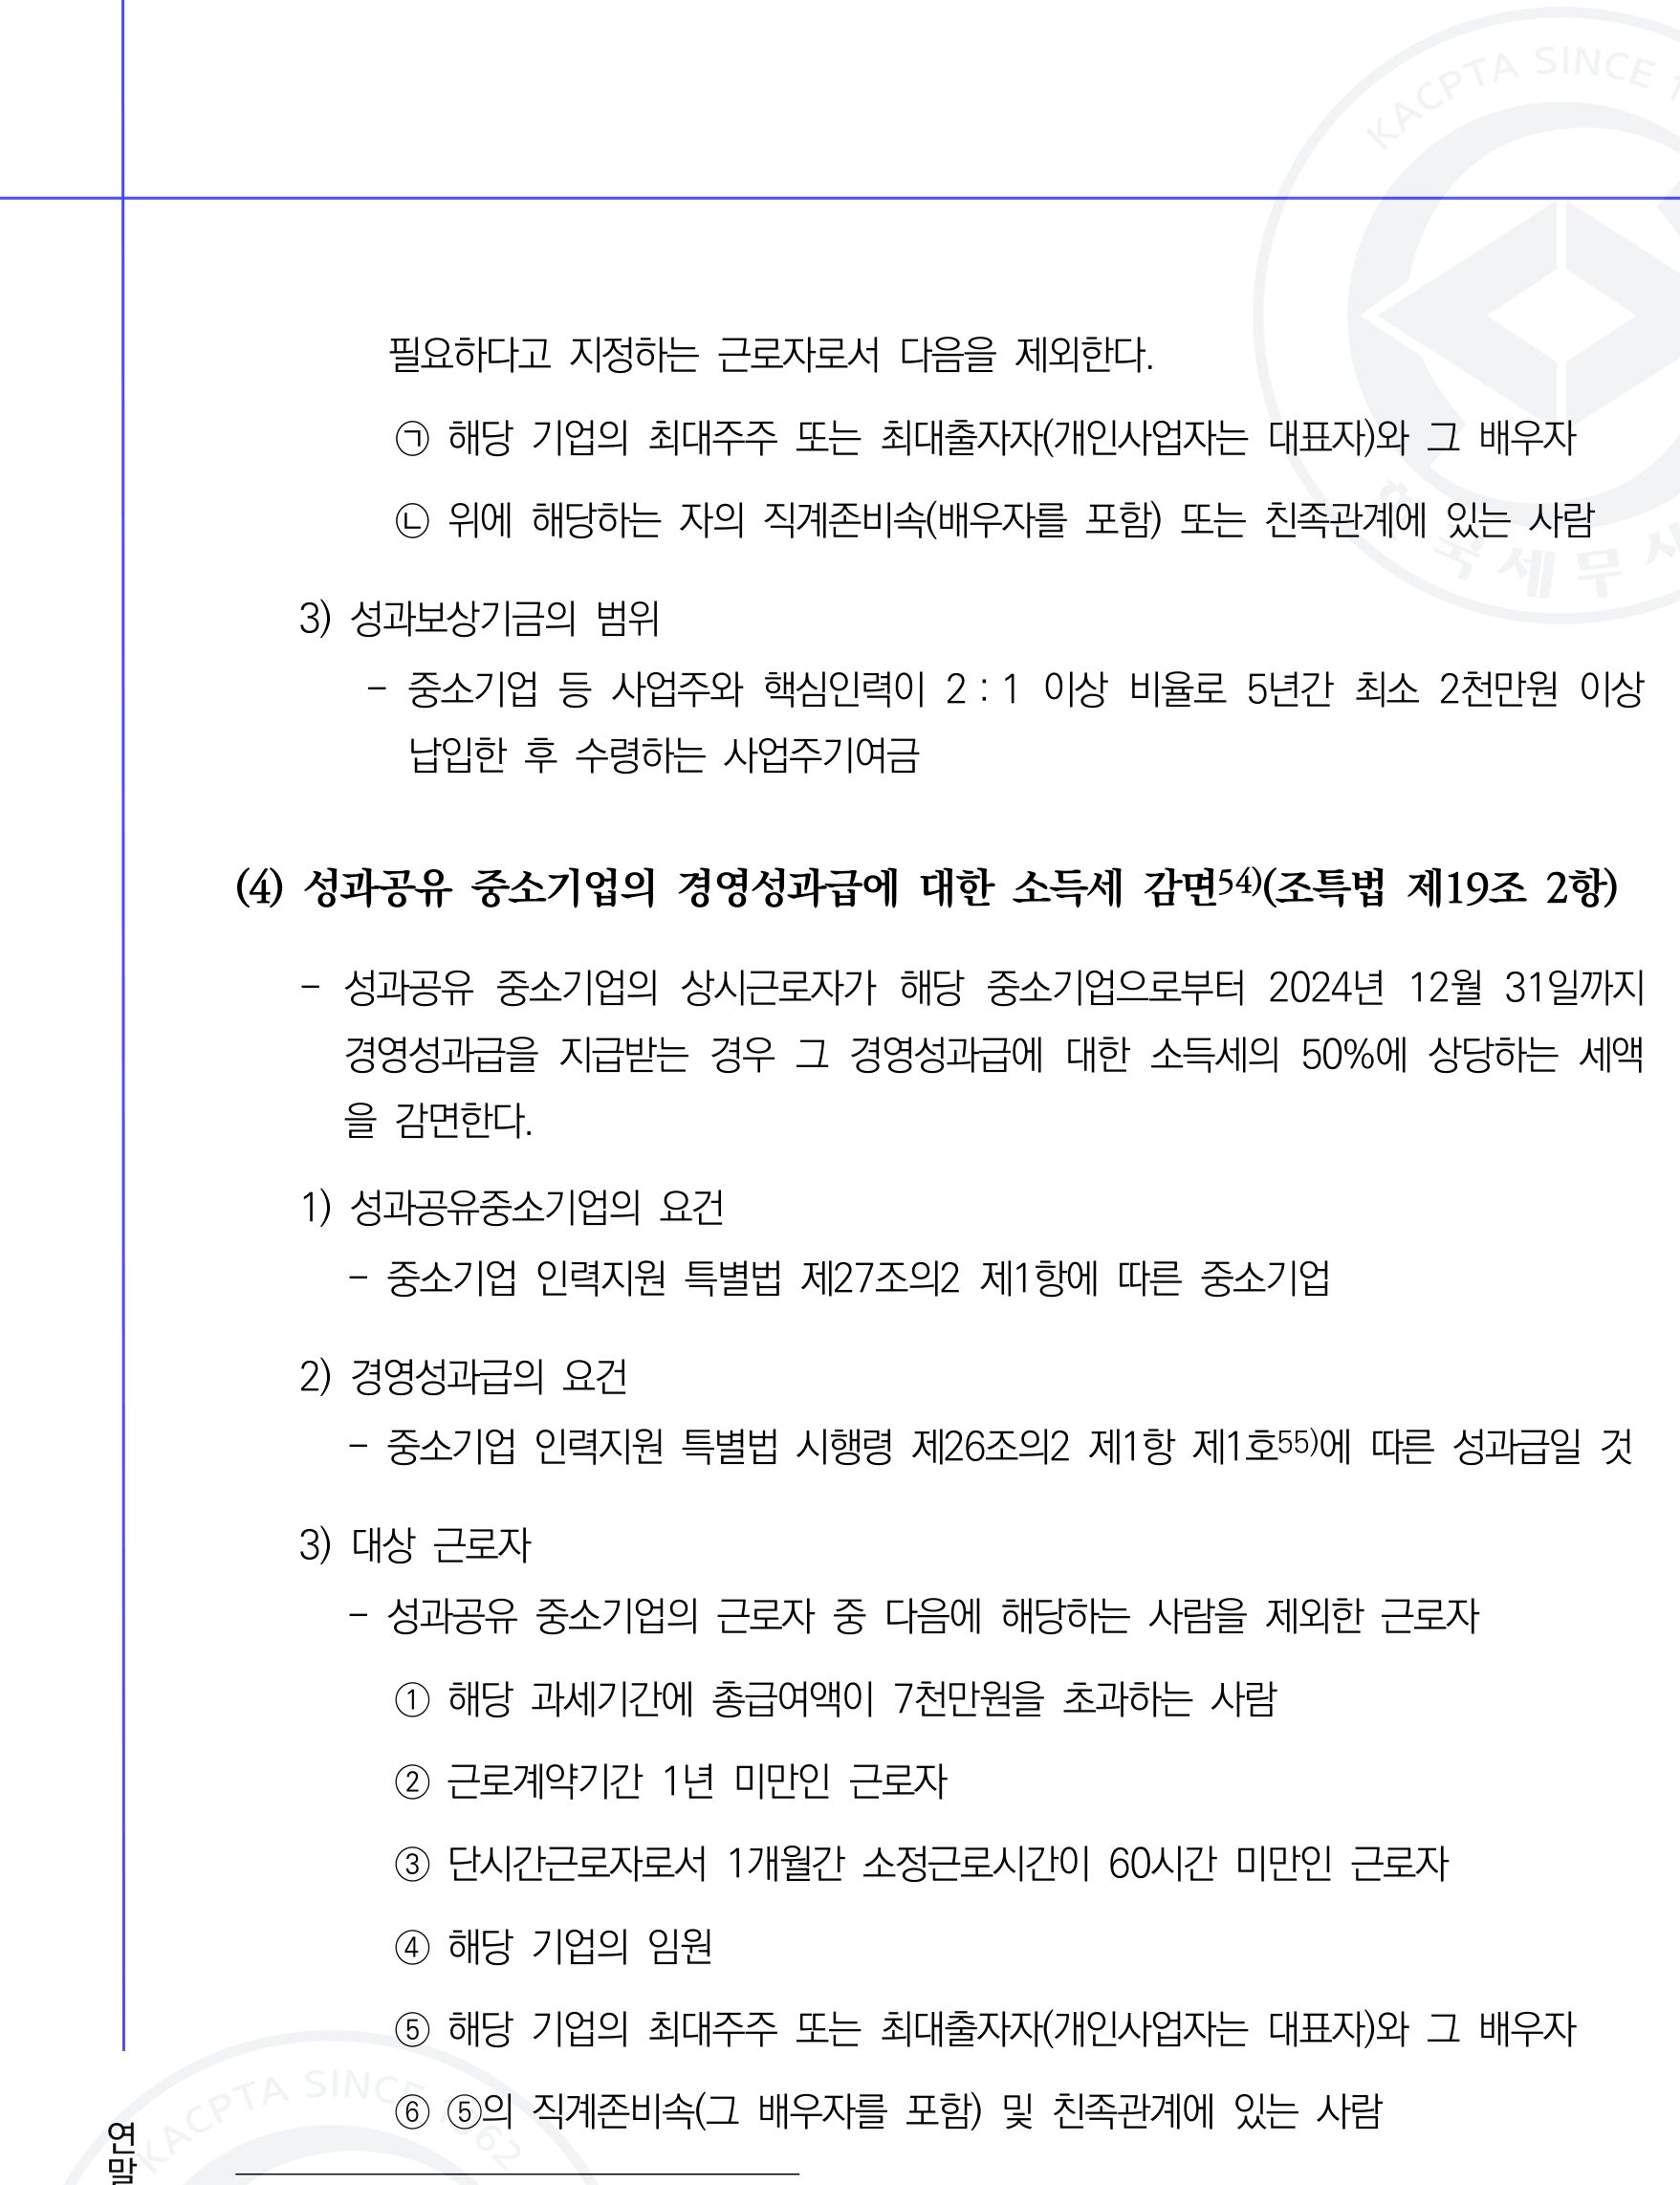 KACPTA SINCE
한국세무사
필요하다고 지정하는 근로자로서 다음을 제외한다.
㉠ 해당 기업의 최대주주 또는 최대출자자(개인사업자는 대표자)와 그 배우자
㉡ 위에 해당하는 자의 직계존비속(배우자를 포함) 또는 친족관계에 있는 사람
3) 성과보상기금의 범위
- 중소기업 등 사업주와 핵심인력이 2 : 1 이상 비율로 5년간 최소 2천만원 이상
납입한 후 수령하는 사업주기여금
(4) 성과공유 중소기업의 경영성과급에 대한 소득세 감면54)(조특법 제19조 2항)
- 성과공유 중소기업의 상시근로자가 해당 중소기업으로부터 2024년 12월 31일까지
경영성과급을 지급받는 경우 그 경영성과급에 대한 소득세의 50%에 상당하는 세액
을 감면한다.
1) 성과공유중소기업의 요건
- 중소기업 인력지원 특별법 제27조의2 제1항에 따른 중소기업
2) 경영성과급의 요건
- 중소기업 인력지원 특별법 시행령 제26조의2 제1항 제1호55)에 따른 성과급일 것
3) 대상 근로자
- 성과공유 중소기업의 근로자 중 다음에 해당하는 사람을 제외한 근로자
① 해당 과세기간에 총급여액이 7천만원을 초과하는 사람
② 근로계약기간 1년 미만인 근로자
③ 단시간근로자로서 1개월간 소정근로시간이 60시간 미만인 근로자
④ 해당 기업의 임원
⑤ 해당 기업의 최대주주 또는 최대출자자(개인사업자는 대표자)와 그 배우자
⑥ ⑤의 직계존비속(그 배우자를 포함) 및 친족관계에 있는 사람
KACPTA SINCE 1962
연말